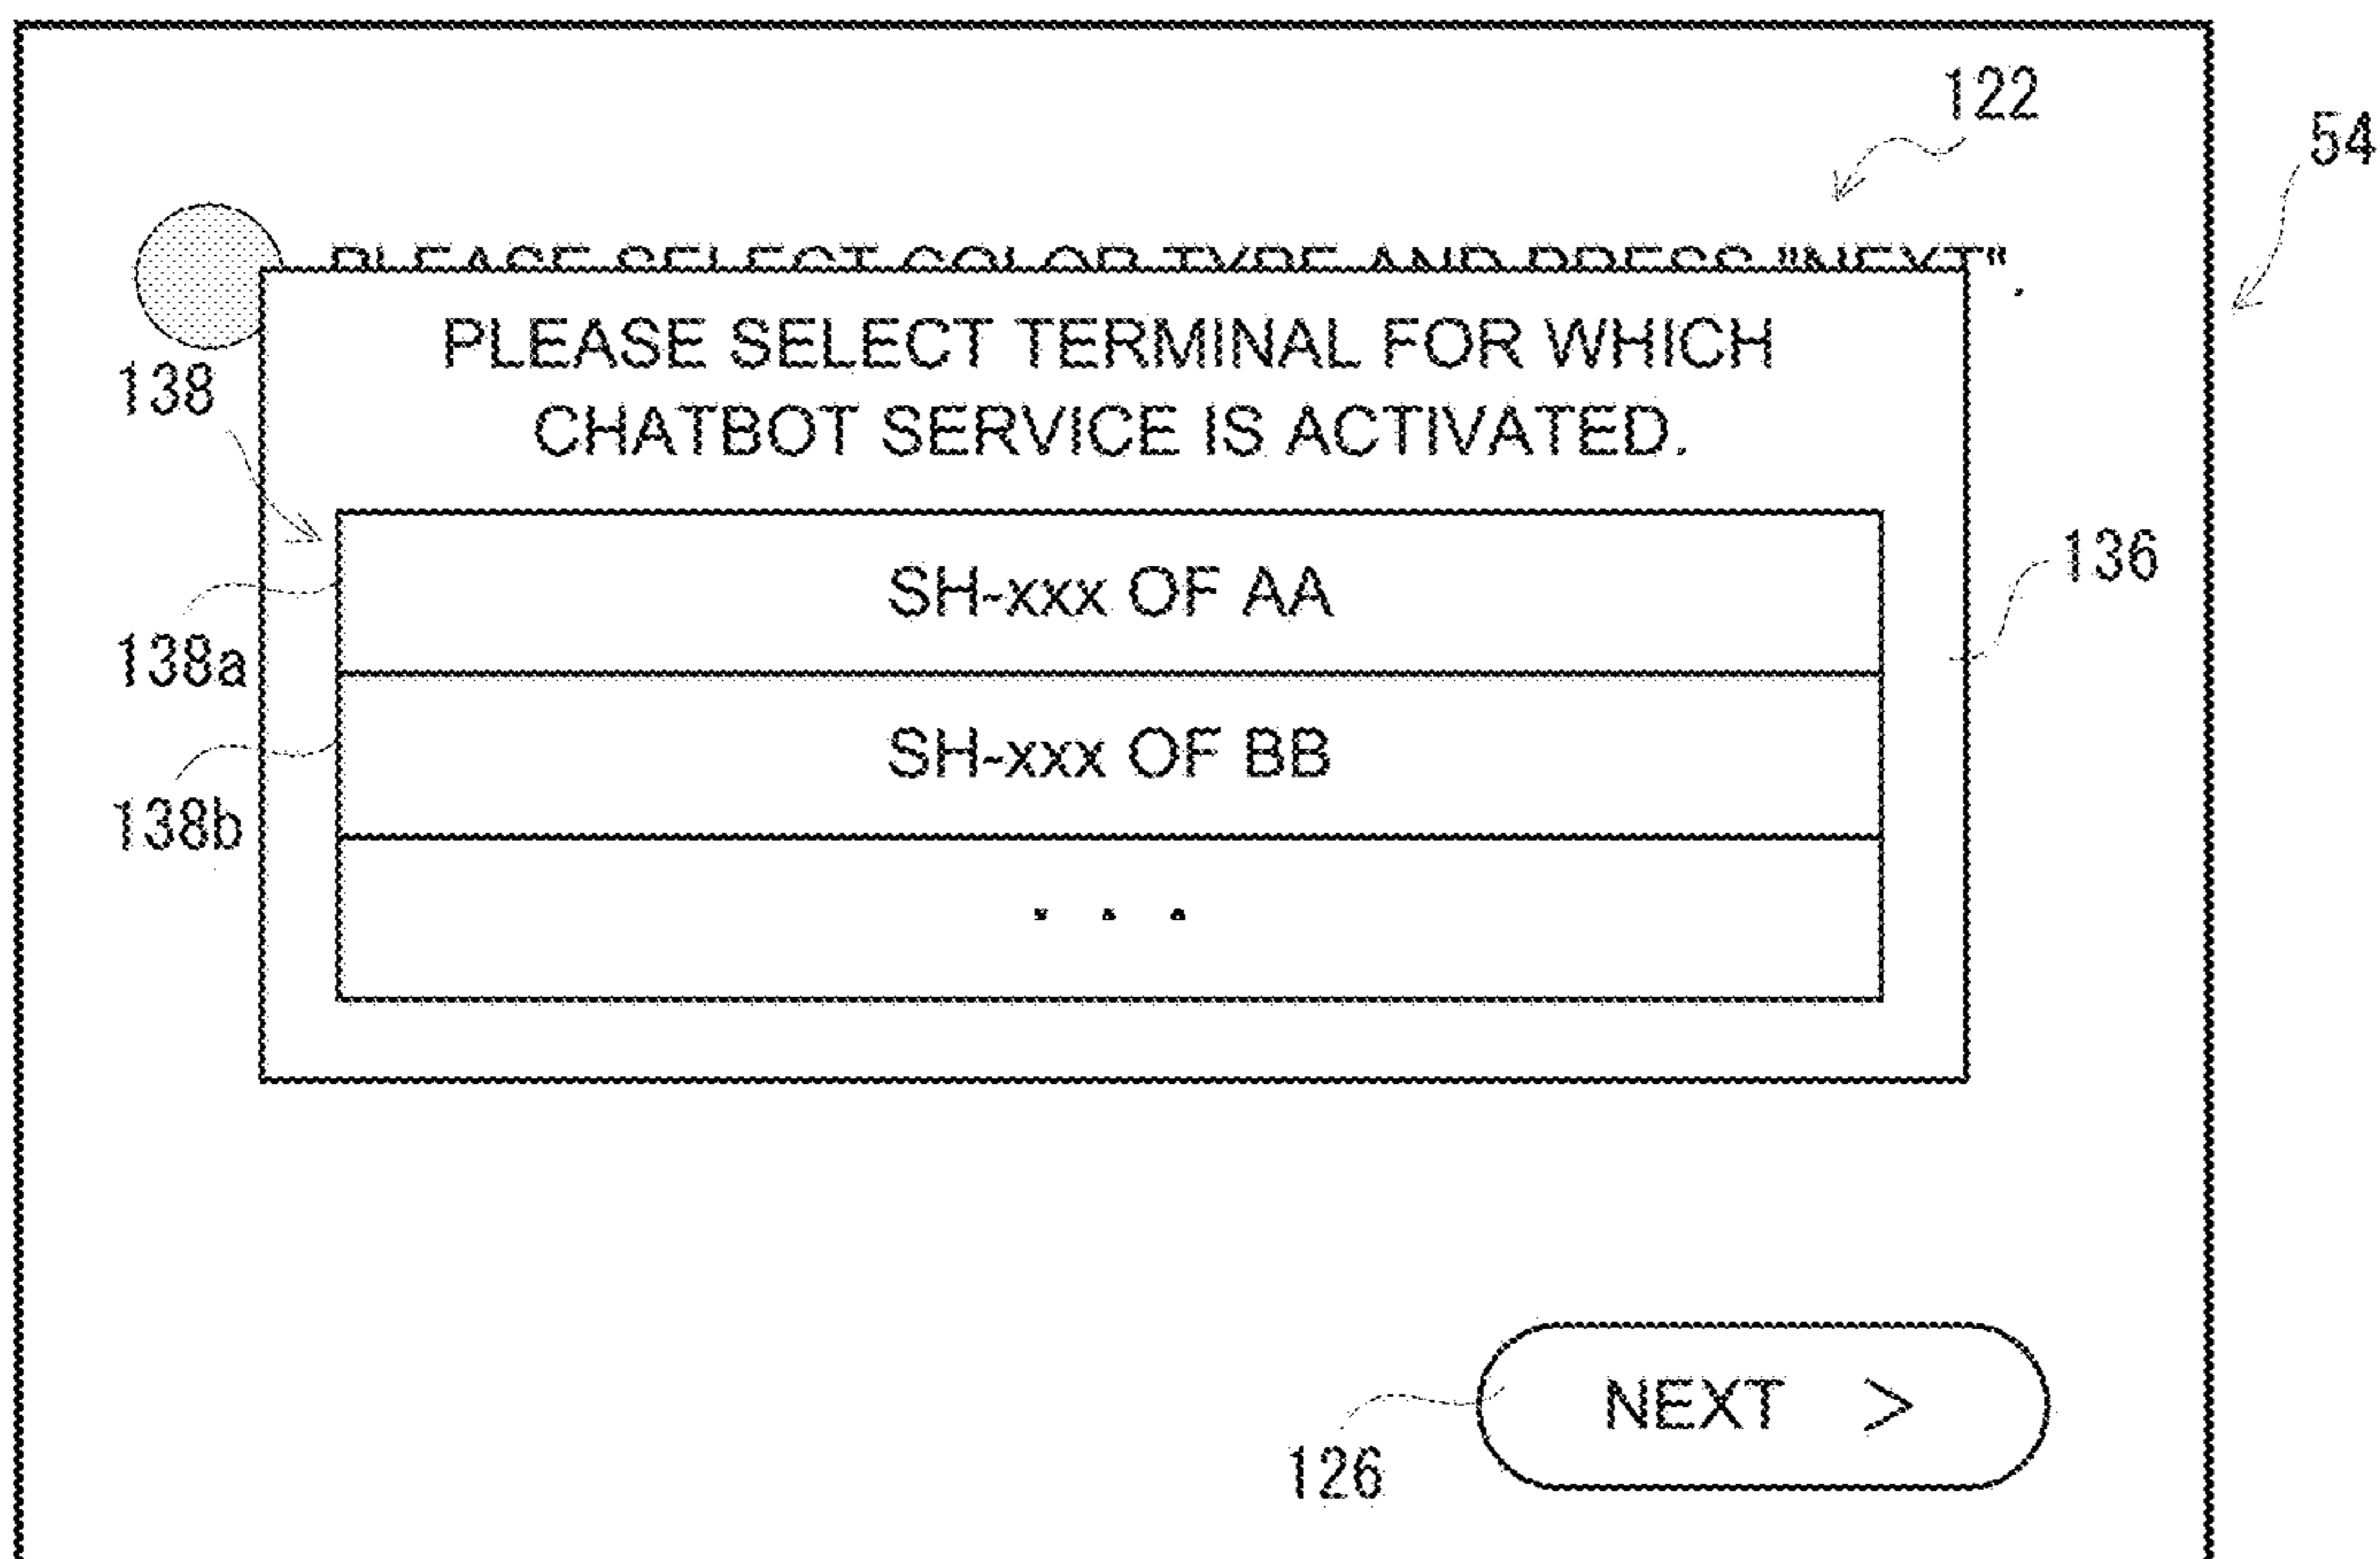 122
54
PLEASE SELECT COLOR TYPE AND PRESS "NEXT".
PLEASE SELECT TERMINAL FOR WHICH
CHATBOT SERVICE IS ACTIVATED.
138
SH-xxx OF AA
136
138a
SH-xxx OF BB
138b
. . .
NEXT >
126